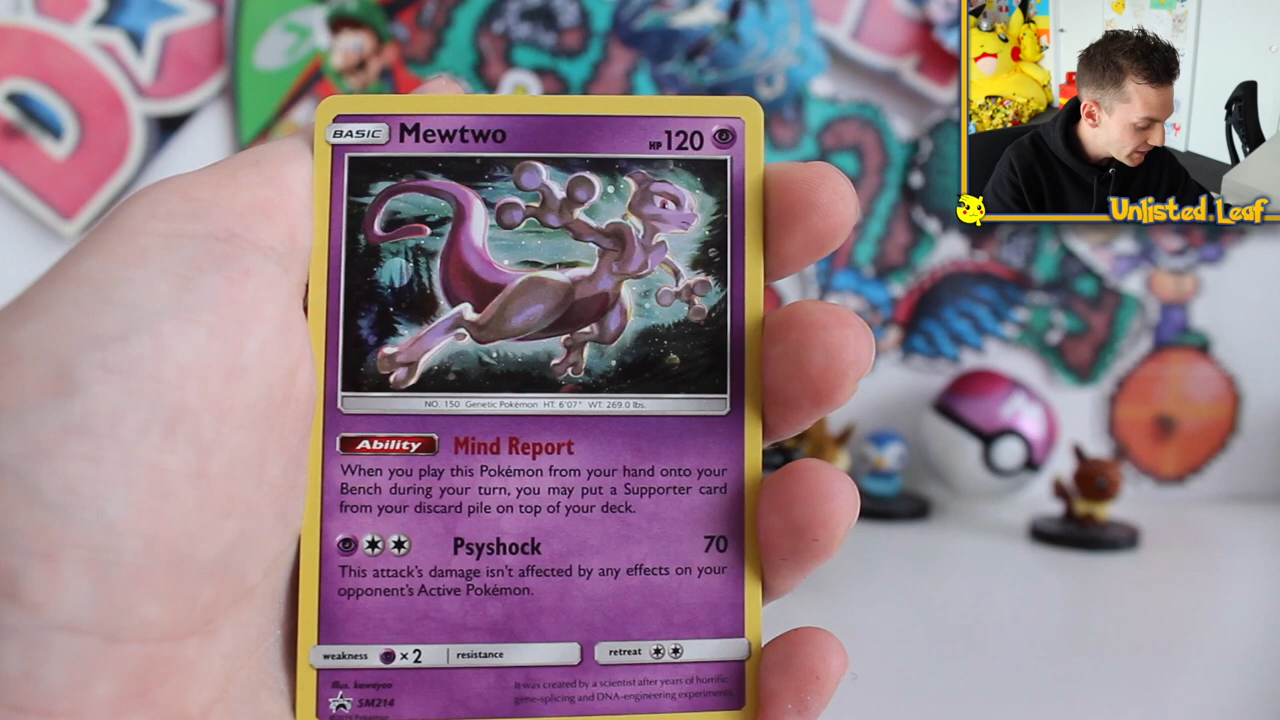 BASIC Mewtwo HP 120
NO. 150 Genetic Pokémon HT: 6'07" WT: 269.0 lbs.
Ability Mind Report
When you play this Pokémon from your hand onto your
Bench during your turn, you may put a Supporter card
from your discard pile on top of your deck.
Psyshock 70
This attack's damage isn't affected by any effects on your
opponent's Active Pokémon.
weakness ×2 resistance retreat
Illus. kawayoo
SM214
It was created by a scientist after years of horrific
gene-splicing and DNA-engineering experiments.
Unlisted.Leaf